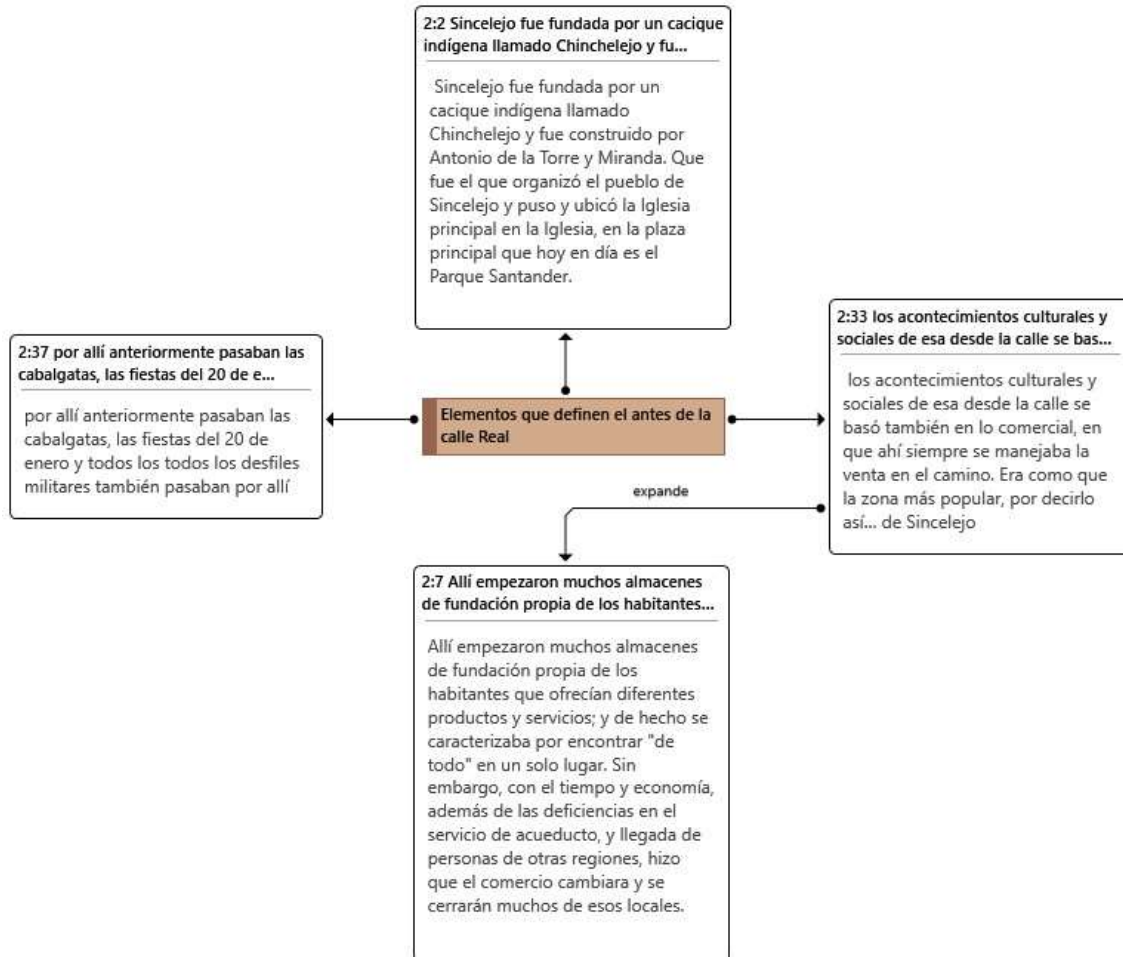 2:2 Sincelejo fue fundada por un cacique
indígena llamado Chinchelejo y fu...
Sincelejo fue fundada por un
cacique indígena llamado
Chinchelejo y fue construido por
Antonio de la Torre y Miranda. Que
fue el que organizó el pueblo de
Sincelejo y puso y ubicó la Iglesia
principal en la Iglesia, en la plaza
principal que hoy en día es el
Parque Santander.
2:37 por allí anteriormente pasaban las
cabalgatas, las fiestas del 20 de e...
por allí anteriormente pasaban las
cabalgatas, las fiestas del 20 de
enero y todos los todos los desfiles
militares también pasaban por allí
Elementos que definen el antes de la
calle Real
2:33 los acontecimientos culturales y
sociales de esa desde la calle se bas...
los acontecimientos culturales y
sociales de esa desde la calle se
basó también en lo comercial, en
que ahí siempre se manejaba la
venta en el camino. Era como que
la zona más popular, por decirlo
así... de Sincelejo
expande
2:7 Allí empezaron muchos almacenes
de fundación propia de los habitantes...
Allí empezaron muchos almacenes
de fundación propia de los
habitantes que ofrecían diferentes
productos y servicios; y de hecho se
caracterizaba por encontrar "de
todo" en un solo lugar. Sin
embargo, con el tiempo y economía,
además de las deficiencias en el
servicio de acueducto, y llegada de
personas de otras regiones, hizo
que el comercio cambiara y se
cerrarán muchos de esos locales.